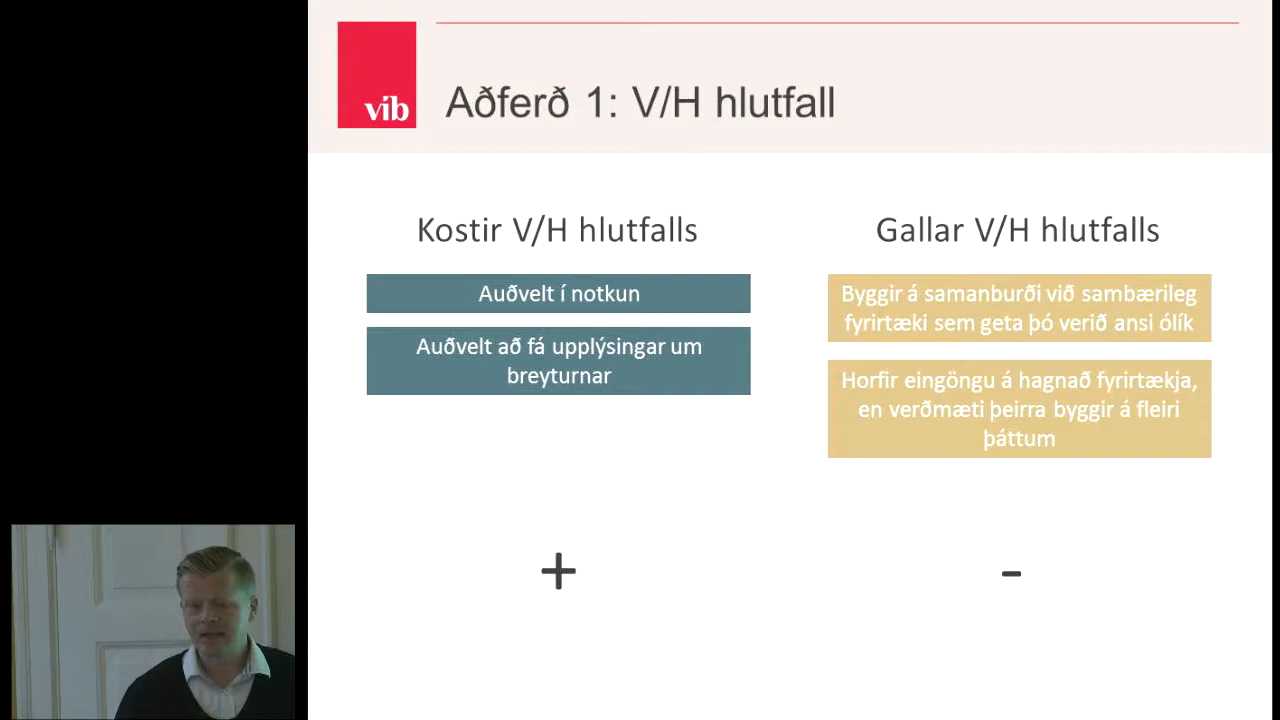 víb
Aðferð 1: V/H hlutfall
Kostir V/H hlutfalls
Auðvelt í notkun
Auðvelt að fá upplýsingar um
breyturnar
+
Gallar V/H hlutfalls
Byggir á samanburði við sambærileg
fyrirtæki sem geta þó verið ansi ólík
Horfir eingöngu á hagnað fyrirtækja,
en verðmæti þeirra byggir á fleiri
þáttum
-